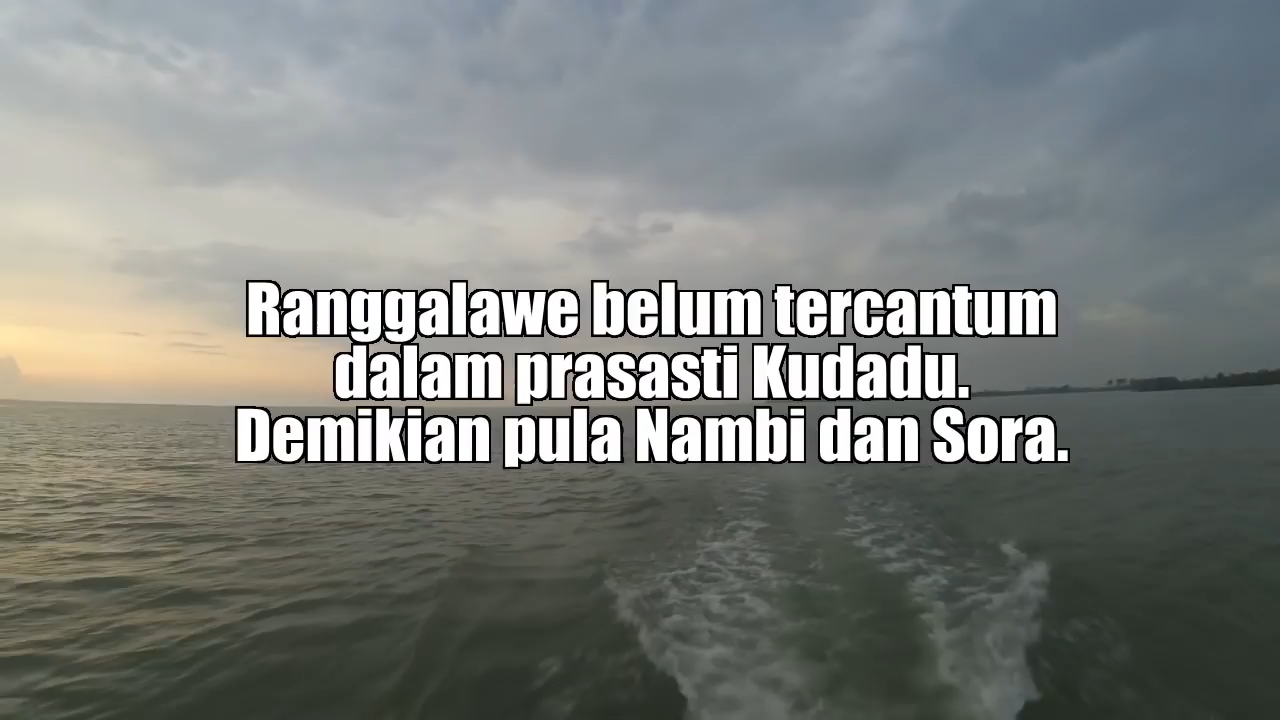 Ranggalawe belum tercantum
dalam prasasti Kudadu.
Demikian pula Nambi dan Sora.